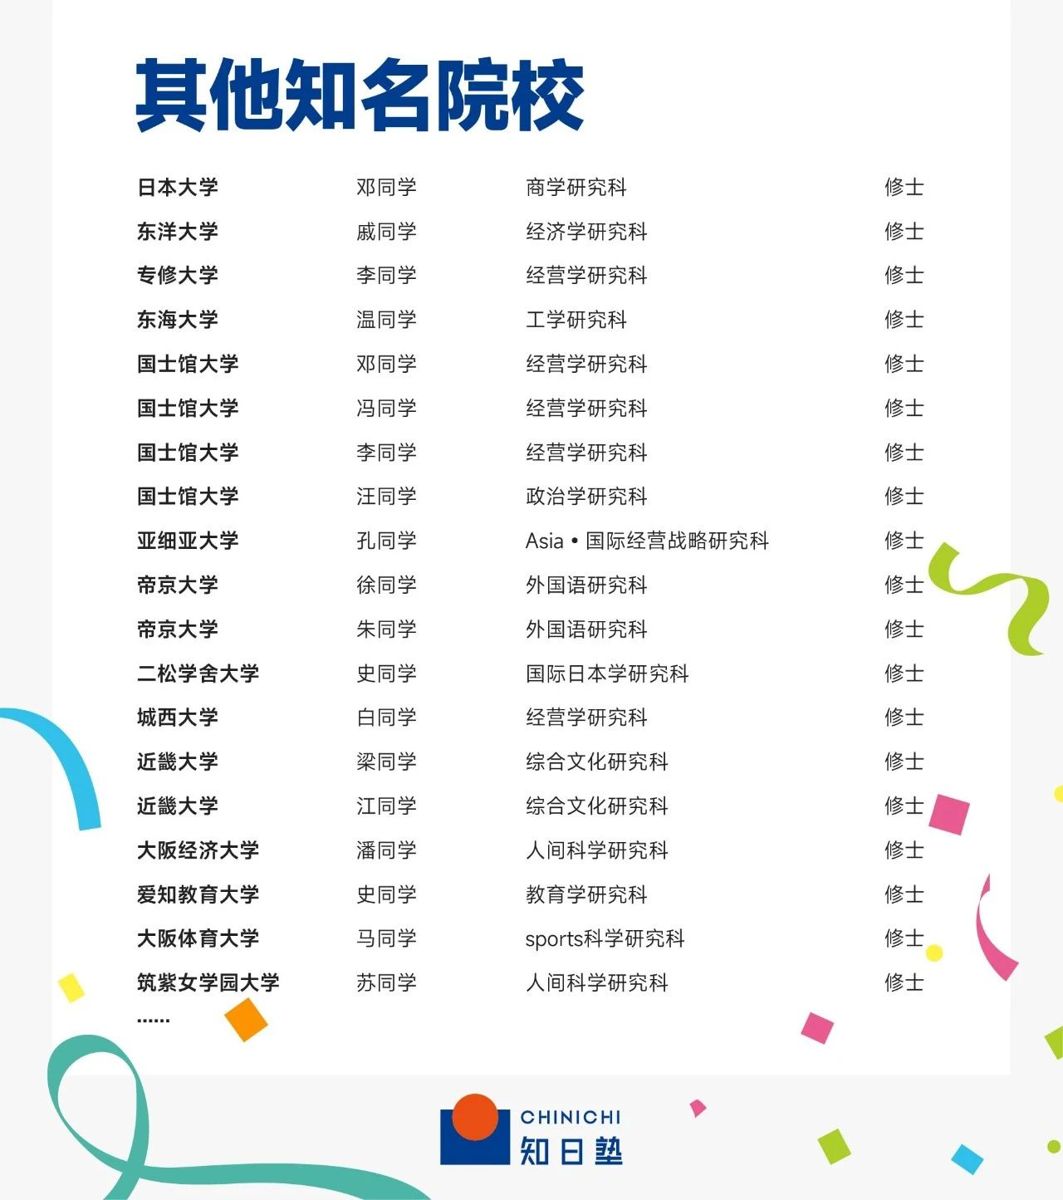 其他知名院校
日本大学 邓同学 商学研究科 修士
东洋大学 戚同学 经济学研究科 修士
专修大学 李同学 经营学研究科 修士
东海大学 温同学 工学研究科 修士
国士馆大学 邓同学 经营学研究科 修士
国士馆大学 冯同学 经营学研究科 修士
国士馆大学 李同学 经营学研究科 修士
国士馆大学 汪同学 政治学研究科 修士
亚细亚大学 孔同学 Asia•国际经营战略研究科 修士
帝京大学 徐同学 外国语研究科 修士
帝京大学 朱同学 外国语研究科 修士
二松学舍大学 史同学 国际日本学研究科 修士
城西大学 白同学 经营学研究科 修士
近畿大学 梁同学 综合文化研究科 修士
近畿大学 江同学 综合文化研究科 修士
大阪经济大学 潘同学 人间科学研究科 修士
爱知教育大学 史同学 教育学研究科 修士
大阪体育大学 马同学 sports科学研究科 修士
筑紫女学园大学 苏同学 人间科学研究科 修士
……
CHINICHI
知日塾